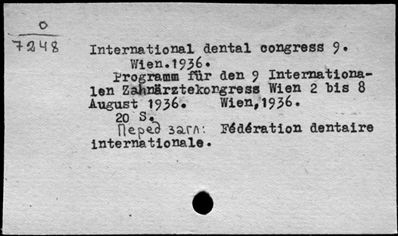 0
7248
International dental congress 9.
Wien.1936.
Programm für den 9 Internationa-
len Zahnärztekongress Wien 2 bis 8
August 1936. Wien,1936.
20 S.
Перед загл: Fédération dentaire
internationale.